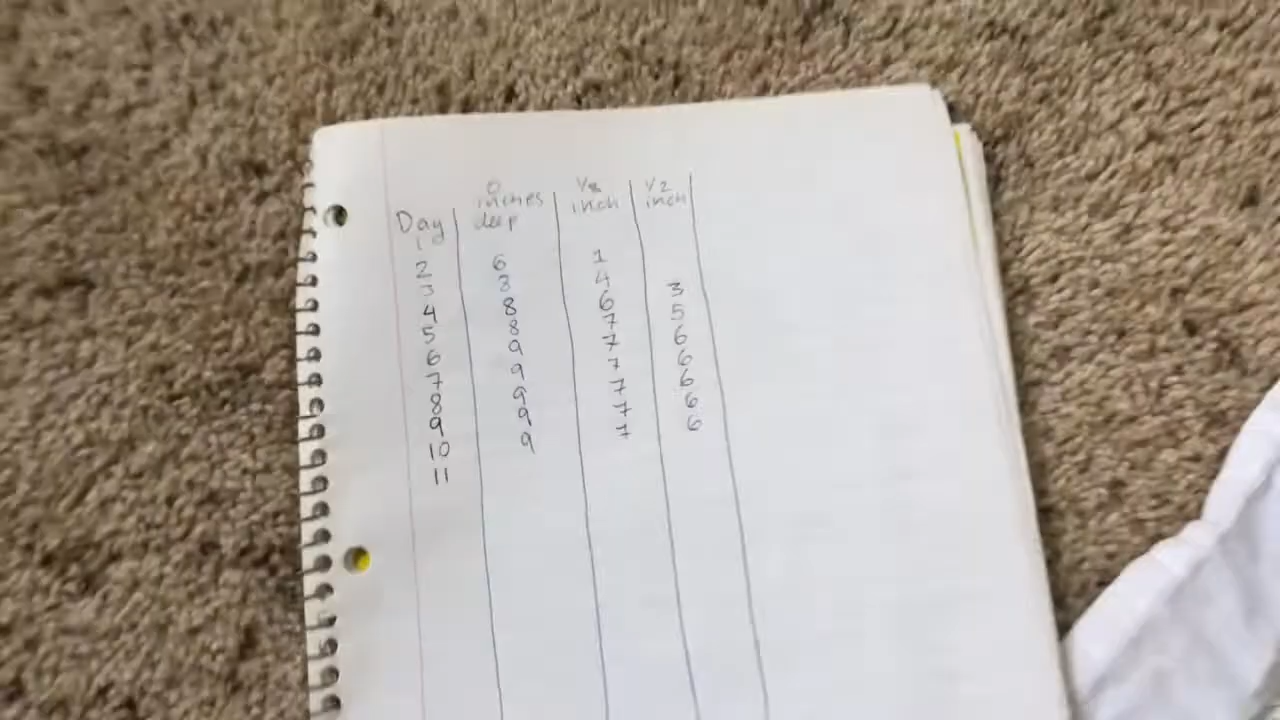 0 1/8 1/2
inches inch inch
Day deep
1
2 6 1
3 8 4
4 8 6 3
5 8 7 5
6 9 7 6
7 9 7 6
8 9 7 6
9 9 7 6
10 9 7 6
11